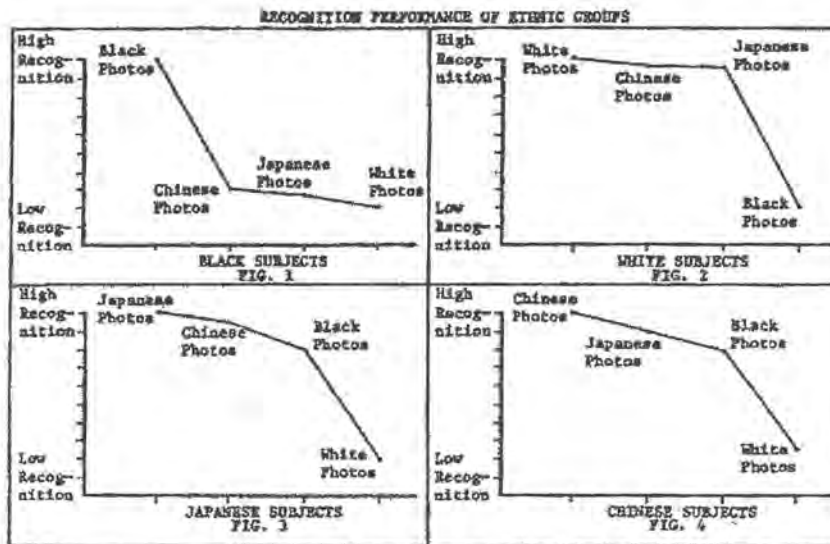 RECOGNITION PERFORMANCE OF ETHNIC GROUPS
High
Recog-
nition
Black
Photos
Chinese
Photos
Japanese
Photos
White
Photos
Low
Recog-
nition
BLACK SUBJECTS
FIG. 1
High
Recog-
nition
White
Photos
Chinese
Photos
Japanese
Photos
Black
Photos
Low
Recog-
nition
WHITE SUBJECTS
FIG. 2
High
Recog-
nition
Japanese
Photos
Chinese
Photos
Black
Photos
White
Photos
Low
Recog-
nition
JAPANESE SUBJECTS
FIG. 3
High
Recog-
nition
Chinese
Photos
Japanese
Photos
Black
Photos
White
Photos
Low
Recog-
nition
CHINESE SUBJECTS
FIG. 4